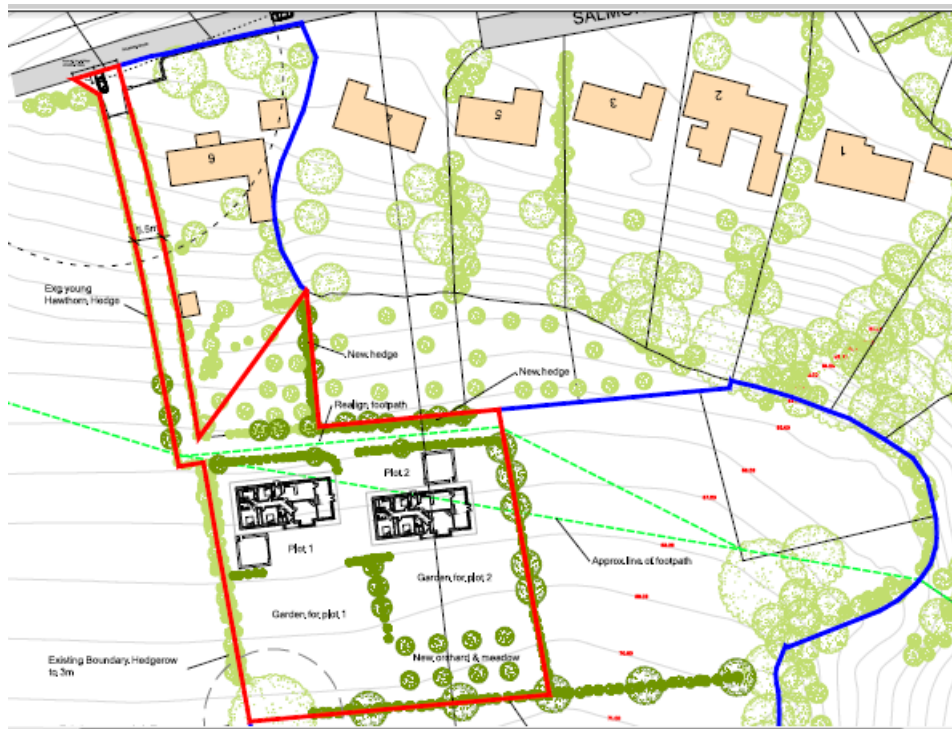 SALMO
6
4
5
3
2
1
5.5m
Exg young
Hawthorn Hedge
New hedge
New hedge
Realign footpath
Plot 2
Plot 1
Approx. line of footpath
Garden for plot 2
Garden for plot 1
Existing Boundary Hedgerow
to 3m
New orchard & meadow